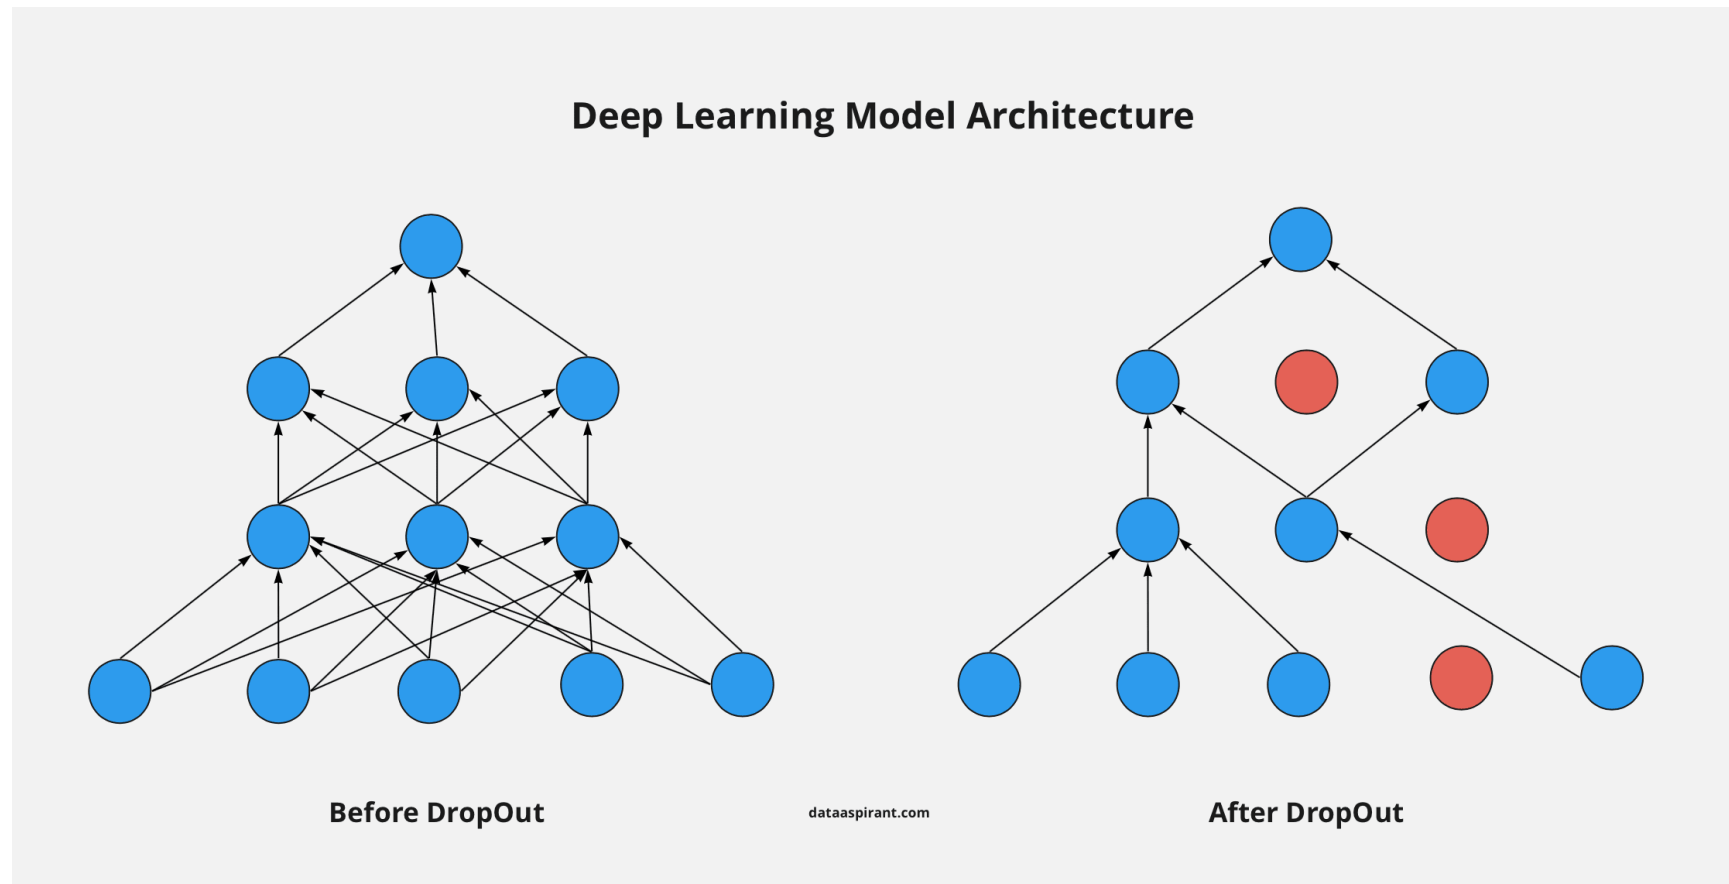 Deep Learning Model Architecture
Before DropOut
dataaspirant.com
After DropOut